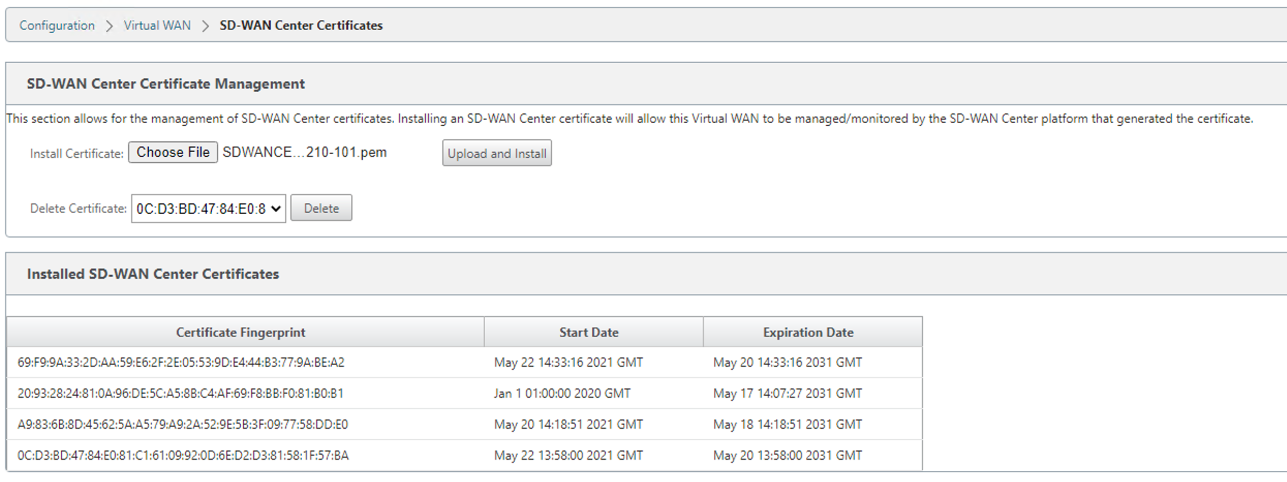 Configuration > Virtual WAN > SD-WAN Center Certificates
SD-WAN Center Certificate Management
This section allows for the management of SD-WAN Center certificates. Installing an SD-WAN Center certificate will allow this Virtual WAN to be managed/monitored by the SD-WAN Center platform that generated the certificate.
Install Certificate: Choose File SDWANCE...210-101.pem Upload and Install
Delete Certificate: 0C:D3:BD:47:84:E0:8 Delete
Installed SD-WAN Center Certificates
Certificate Fingerprint Start Date Expiration Date
69:F9:9A:33:2D:AA:59:E6:2F:2E:05:53:9D:E4:44:B3:77:9A:BE:A2 May 22 14:33:16 2021 GMT May 20 14:33:16 2031 GMT
20:93:28:24:81:0A:96:DE:5C:A5:8B:C4:AF:69:F8:BB:F0:81:B0:B1 Jan 1 01:00:00 2020 GMT May 17 14:07:27 2031 GMT
A9:83:6B:8D:45:62:5A:A5:79:A9:2A:52:9E:5B:3F:09:77:58:DD:E0 May 20 14:18:51 2021 GMT May 18 14:18:51 2031 GMT
0C:D3:BD:47:84:E0:81:C1:61:09:92:0D:6E:D2:D3:81:58:1F:57:BA May 22 13:58:00 2021 GMT May 20 13:58:00 2031 GMT